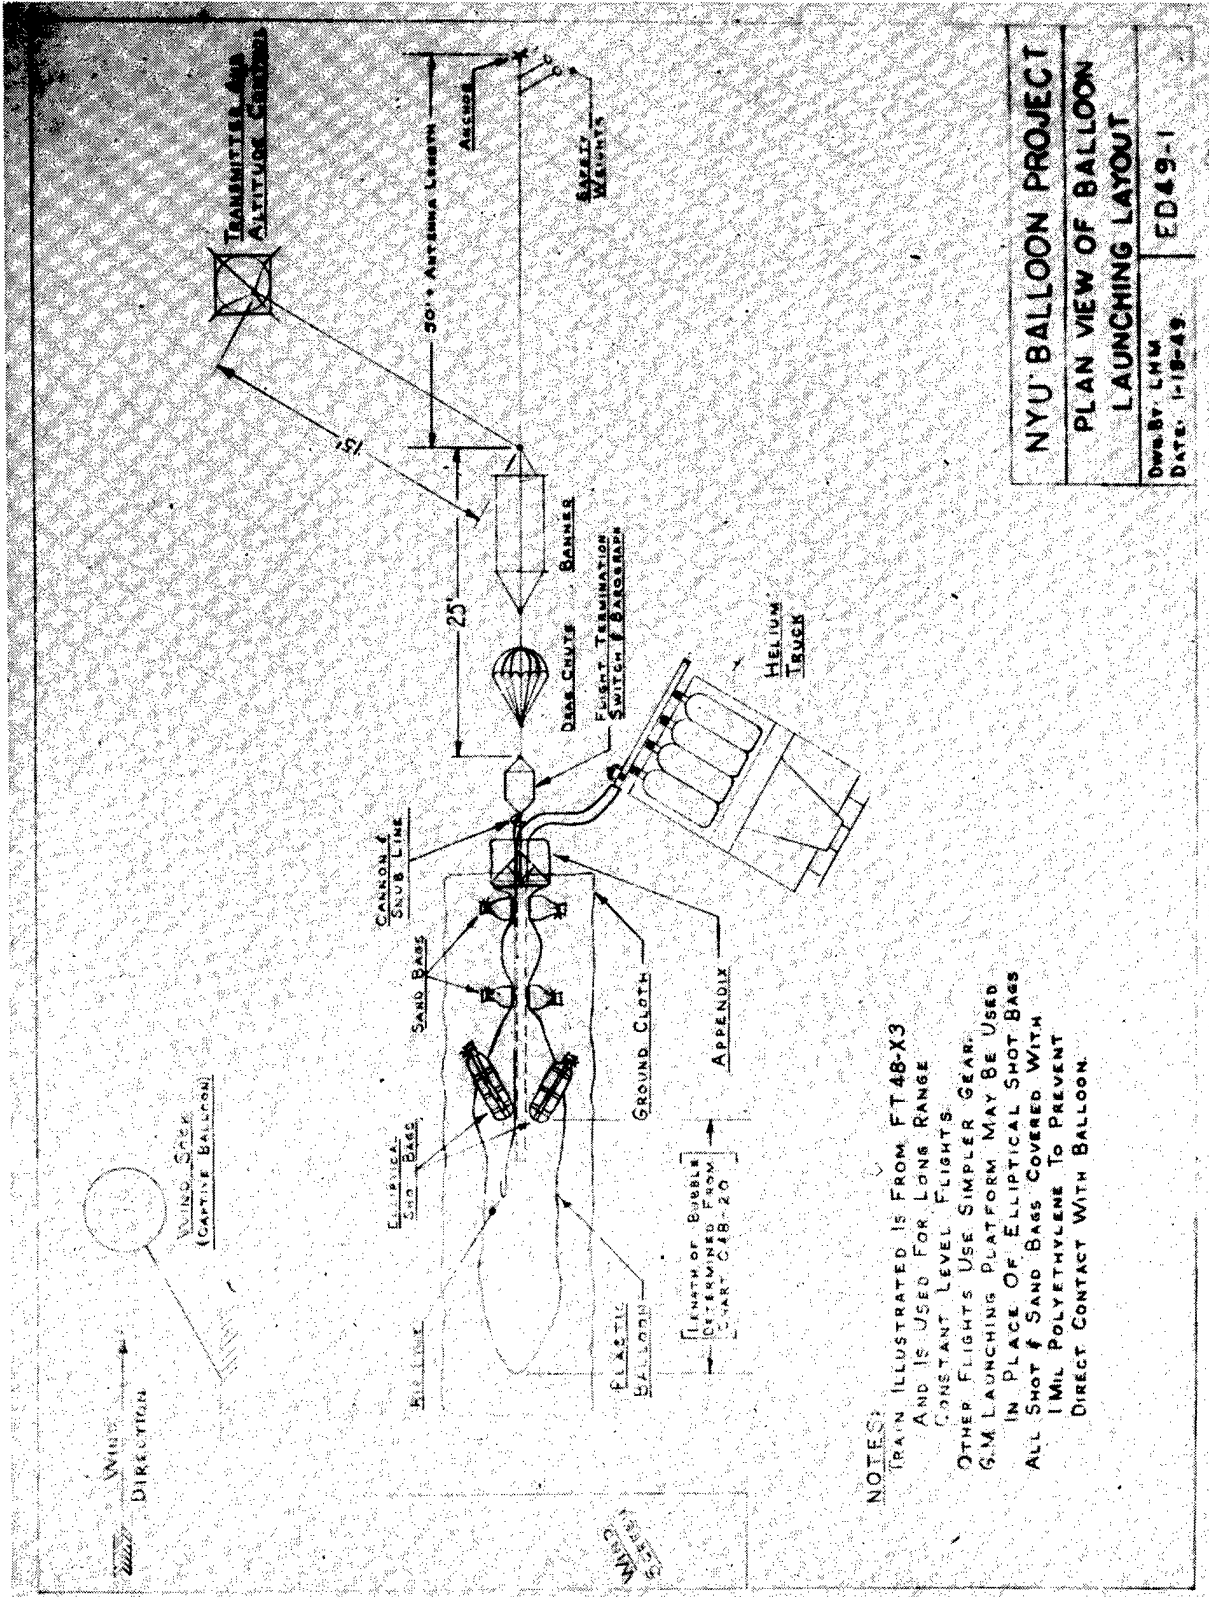 WIND
DIRECTION
WIND SOCK
(CAPTIVE BALLOON)
TRANSMITTER AND
ALTITUDE CONTROL
15'
50' + ANTENNA LENGTH
ANCHOR
SAFETY
WEIGHTS
25'
BANNER
DRAG CHUTE
FLIGHT TERMINATION
SWITCH & BAROGRAPH
CANNON &
SNUB LINE
SAND BAGS
ELLIPTICAL
SHOT BAGS
RIP LINE
PLASTIC
BALLOON
LENGTH OF BUBBLE
DETERMINED FROM
CHART C48-20
GROUND CLOTH
APPENDIX
HELIUM
TRUCK
WIND
SCREEN
NOTES:
TRAIN ILLUSTRATED IS FROM FT48-X3
AND IS USED FOR LONG RANGE
CONSTANT LEVEL FLIGHTS.
OTHER FLIGHTS USE SIMPLER GEAR.
G.M. LAUNCHING PLATFORM MAY BE USED
IN PLACE OF ELLIPTICAL SHOT BAGS
ALL SHOT & SAND BAGS COVERED WITH
1 MIL POLYETHYLENE TO PREVENT
DIRECT CONTACT WITH BALLOON.
NYU BALLOON PROJECT
PLAN VIEW OF BALLOON
LAUNCHING LAYOUT
DWG. BY: LHM
DATE: 1-18-49
ED49-1